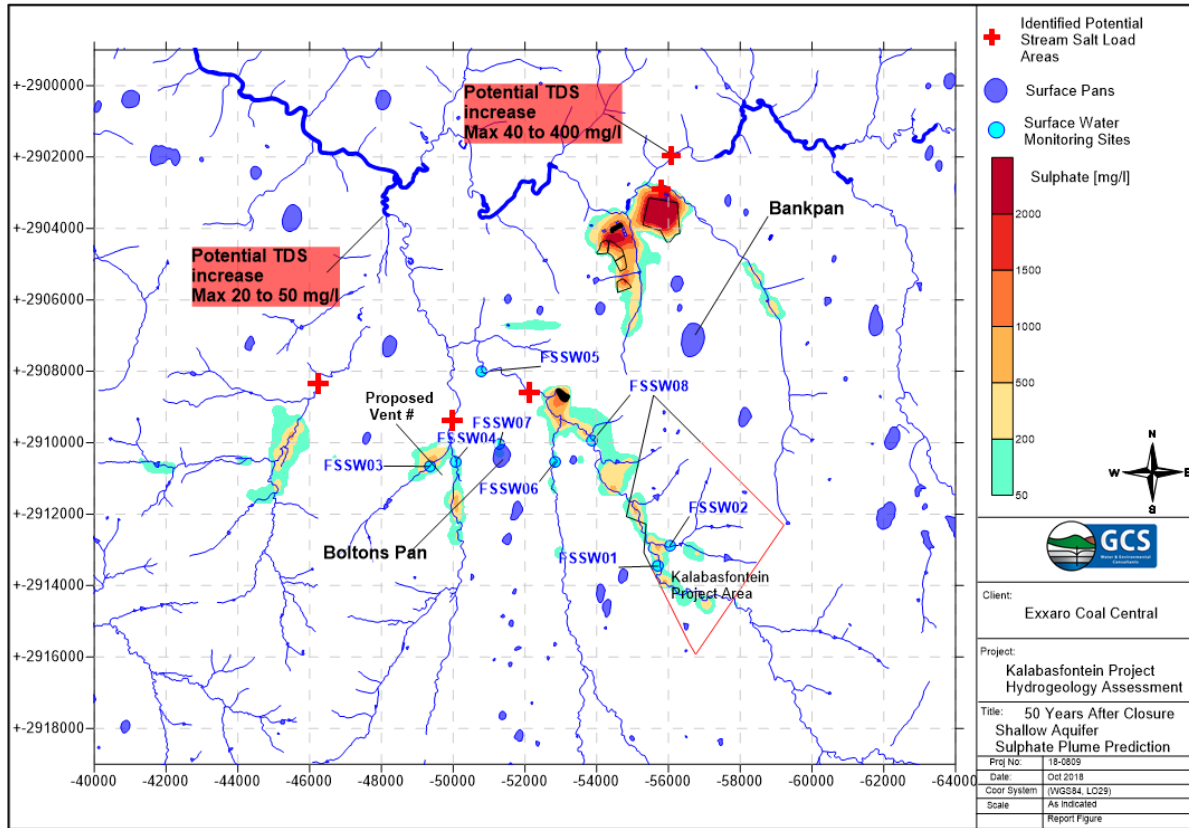 Identified Potential
Stream Salt Load
Areas
Surface Pans
Surface Water
Monitoring Sites
Sulphate [mg/l]
2000
1500
1000
500
200
50
N
W
E
S
GCS
Water & Environmental
Consultants
Client:
Exxaro Coal Central
Project:
Kalabasfontein Project
Hydrogeology Assessment
Title: 50 Years After Closure
Shallow Aquifer
Sulphate Plume Prediction
Proj No: 18-0809
Date: Oct 2018
Coor System (WGS84, LO29)
Scale As Indicated
Report Figure
+-2900000
+-2902000
+-2904000
+-2906000
+-2908000
+-2910000
+-2912000
+-2914000
+-2916000
+-2918000
-40000 -42000 -44000 -46000 -48000 -50000 -52000 -54000 -56000 -58000 -60000 -62000 -64000
Potential TDS
increase
Max 40 to 400 mg/l
Potential TDS
increase
Max 20 to 50 mg/l
Bankpan
FSSW05
FSSW08
Proposed
Vent #
FSSW07
FSSW04
FSSW03
FSSW06
FSSW02
Boltons Pan
FSSW01
Kalabasfontein
Project Area